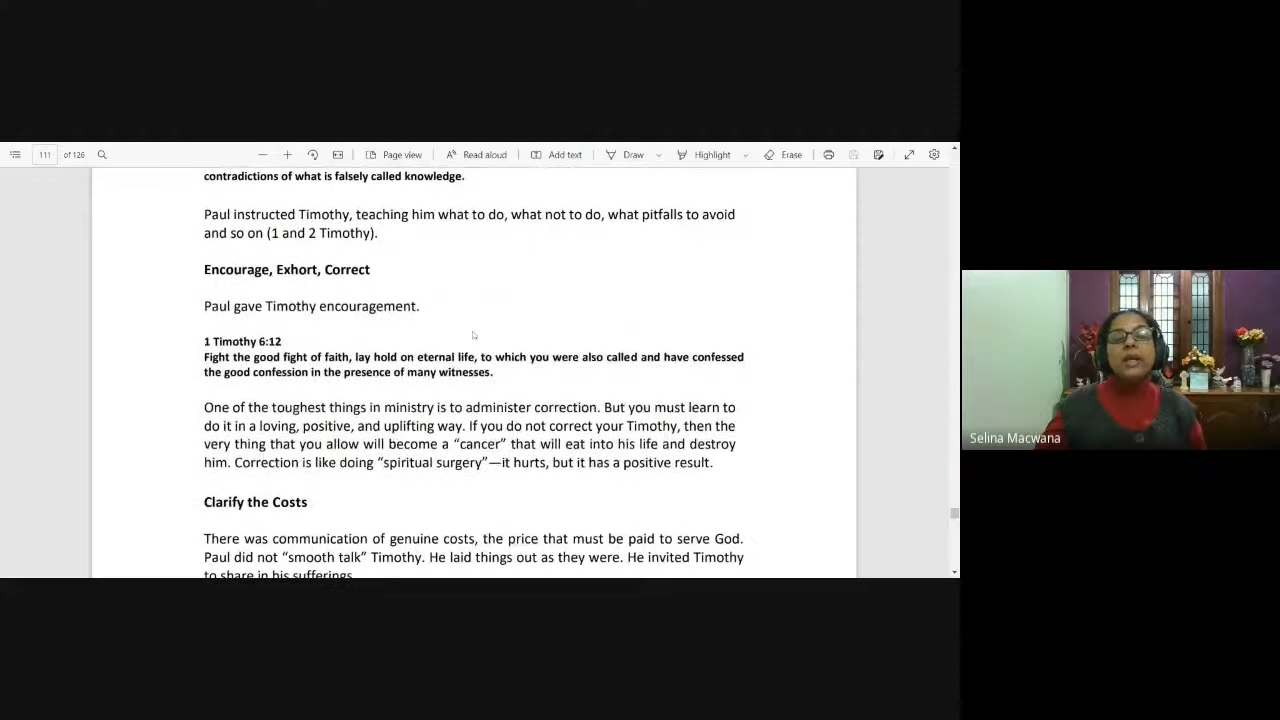 111 of 126 Page view Read aloud Add text Draw Highlight Erase
contradictions of what is falsely called knowledge.
Paul instructed Timothy, teaching him what to do, what not to do, what pitfalls to avoid
and so on (1 and 2 Timothy).
Encourage, Exhort, Correct
Paul gave Timothy encouragement.
1 Timothy 6:12
Fight the good fight of faith, lay hold on eternal life, to which you were also called and have confessed
the good confession in the presence of many witnesses.
One of the toughest things in ministry is to administer correction. But you must learn to
do it in a loving, positive, and uplifting way. If you do not correct your Timothy, then the
very thing that you allow will become a “cancer” that will eat into his life and destroy
him. Correction is like doing “spiritual surgery”—it hurts, but it has a positive result.
Clarify the Costs
There was communication of genuine costs, the price that must be paid to serve God.
Paul did not “smooth talk” Timothy. He laid things out as they were. He invited Timothy
to share in his sufferings.
Selina Macwana